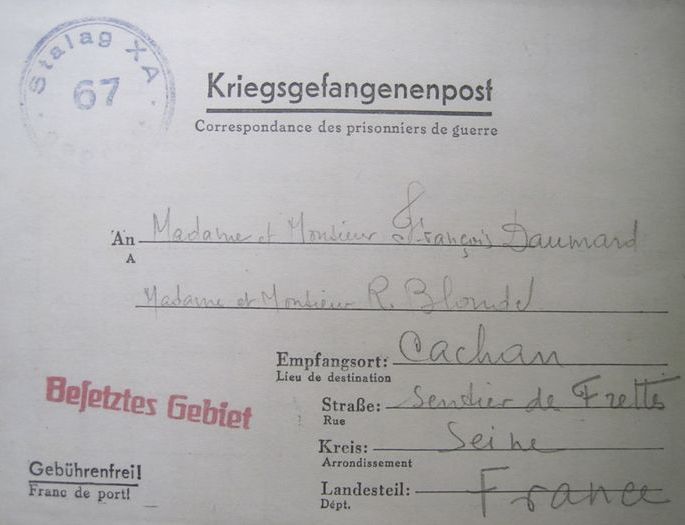 Stalag XA
67
Kriegsgefangenenpost
Correspondance des prisonniers de guerre
An Madame et Monsieur François Daumard
A
Madame et Monsieur R. Blondel
Empfangsort: Cachan
Lieu de destination
Straße: Sentier de Frettes
Rue
Besetztes Gebiet
Kreis: Seine
Arrondissement
Gebührenfrei!
Franc de port!
Landesteil: France
Dépt.